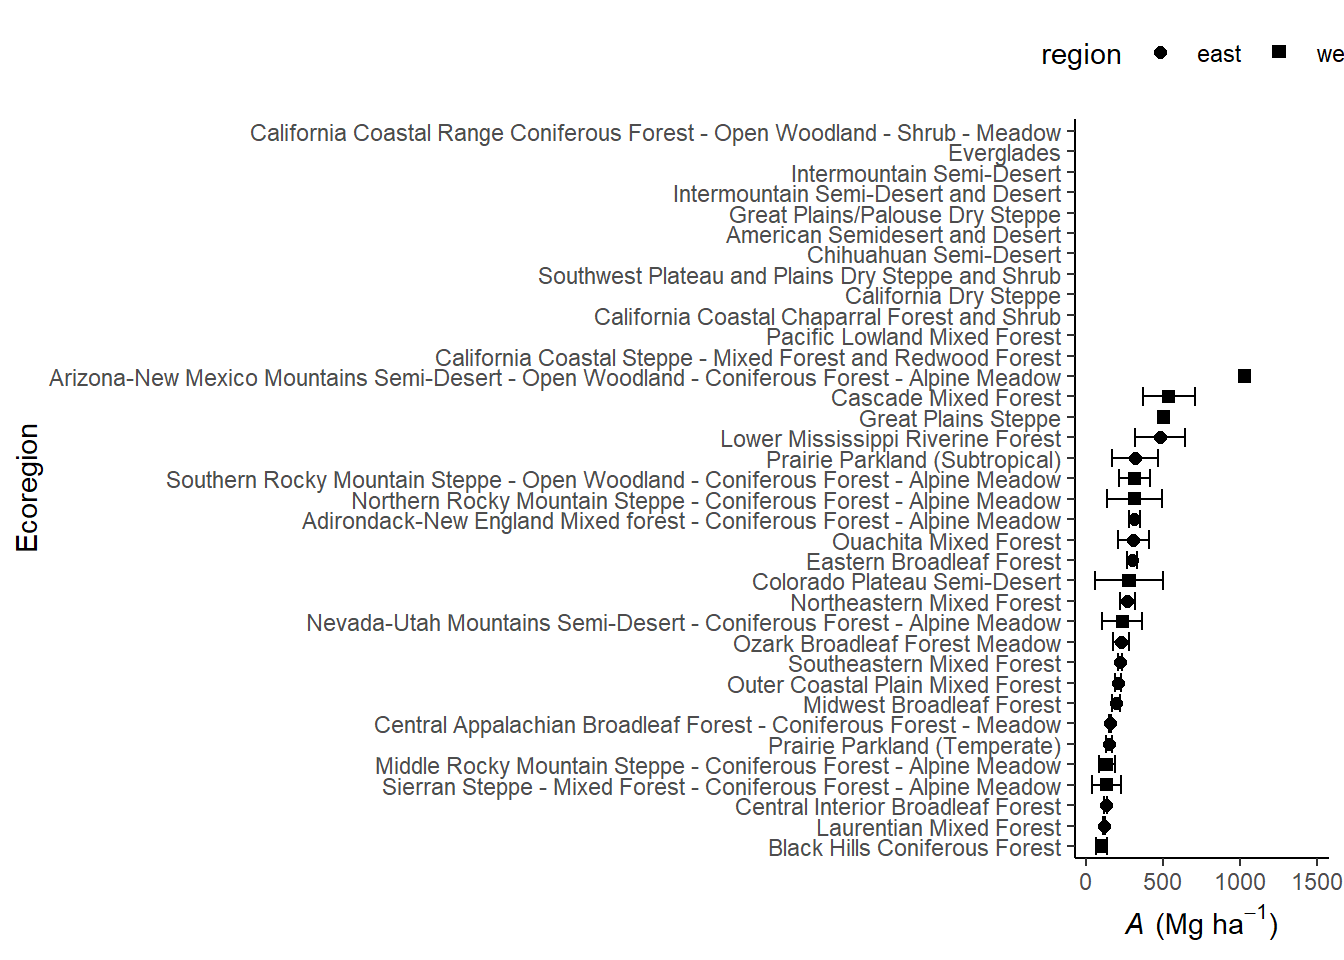 region east we
California Coastal Range Coniferous Forest - Open Woodland - Shrub - Meadow
Everglades
Intermountain Semi-Desert
Intermountain Semi-Desert and Desert
Great Plains/Palouse Dry Steppe
American Semidesert and Desert
Chihuahuan Semi-Desert
Southwest Plateau and Plains Dry Steppe and Shrub
California Dry Steppe
California Coastal Chaparral Forest and Shrub
Pacific Lowland Mixed Forest
California Coastal Steppe - Mixed Forest and Redwood Forest
Arizona-New Mexico Mountains Semi-Desert - Open Woodland - Coniferous Forest - Alpine Meadow
Cascade Mixed Forest
Great Plains Steppe
Lower Mississippi Riverine Forest
Prairie Parkland (Subtropical)
Southern Rocky Mountain Steppe - Open Woodland - Coniferous Forest - Alpine Meadow
Northern Rocky Mountain Steppe - Coniferous Forest - Alpine Meadow
Adirondack-New England Mixed forest - Coniferous Forest - Alpine Meadow
Ouachita Mixed Forest
Eastern Broadleaf Forest
Colorado Plateau Semi-Desert
Northeastern Mixed Forest
Nevada-Utah Mountains Semi-Desert - Coniferous Forest - Alpine Meadow
Ozark Broadleaf Forest Meadow
Southeastern Mixed Forest
Outer Coastal Plain Mixed Forest
Midwest Broadleaf Forest
Central Appalachian Broadleaf Forest - Coniferous Forest - Meadow
Prairie Parkland (Temperate)
Middle Rocky Mountain Steppe - Coniferous Forest - Alpine Meadow
Sierran Steppe - Mixed Forest - Coniferous Forest - Alpine Meadow
Central Interior Broadleaf Forest
Laurentian Mixed Forest
Black Hills Coniferous Forest
Ecoregion
0 500 1000 1500
A (Mg ha⁻¹)